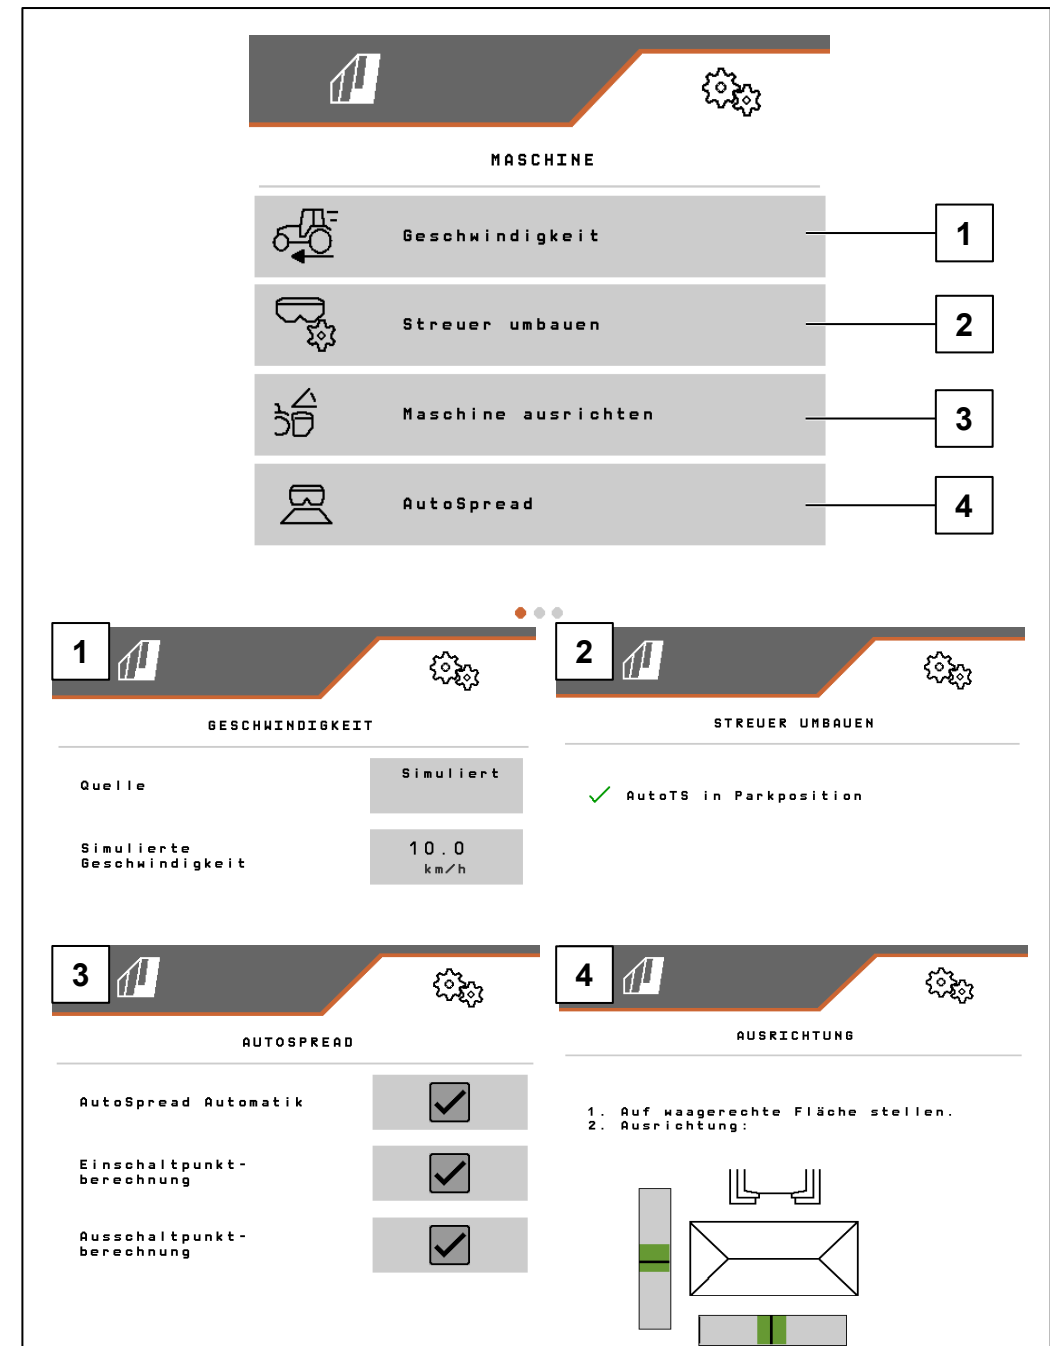 MASCHINE
Geschwindigkeit
1
Streuer umbauen
2
Maschine ausrichten
3
AutoSpread
4
1
GESCHWINDIGKEIT
Quelle
Simuliert
Simulierte
Geschwindigkeit
10.0
km/h
2
STREUER UMBAUEN
AutoTS in Parkposition
3
AUTOSPREAD
AutoSpread Automatik
Einschaltpunkt-
berechnung
Ausschaltpunkt-
berechnung
4
AUSRICHTUNG
1. Auf waagerechte Fläche stellen.
2. Ausrichtung: